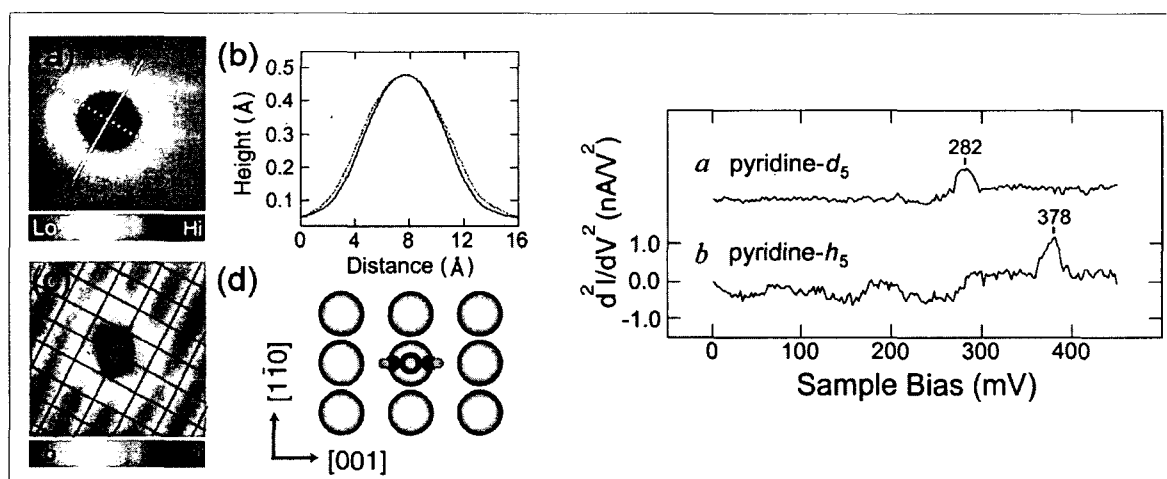 a)
(b)
Height (Å)
0.5
0.4
0.3
0.2
0.1
0
4
8
12
16
Distance (Å)
Lo
Hi
(d)
[11̄0]
[001]
282
a pyridine-d₅
378
b pyridine-h₅
d²I/dV² (nA/V²)
1.0
0.0
-1.0
0
100
200
300
400
Sample Bias (mV)